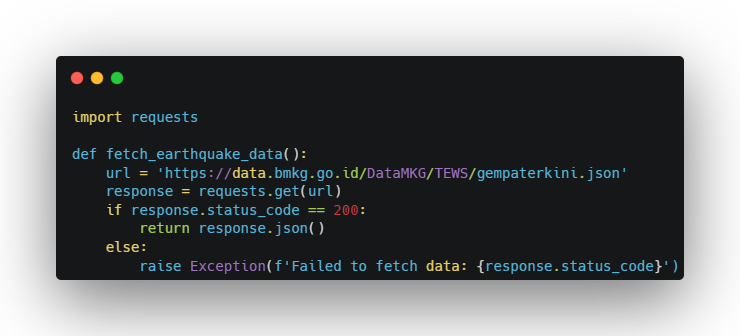 import requests

def fetch_earthquake_data():
    url = 'https://data.bmkg.go.id/DataMKG/TEWS/gempaterkini.json'
    response = requests.get(url)
    if response.status_code == 200:
        return response.json()
    else:
        raise Exception(f'Failed to fetch data: {response.status_code}')